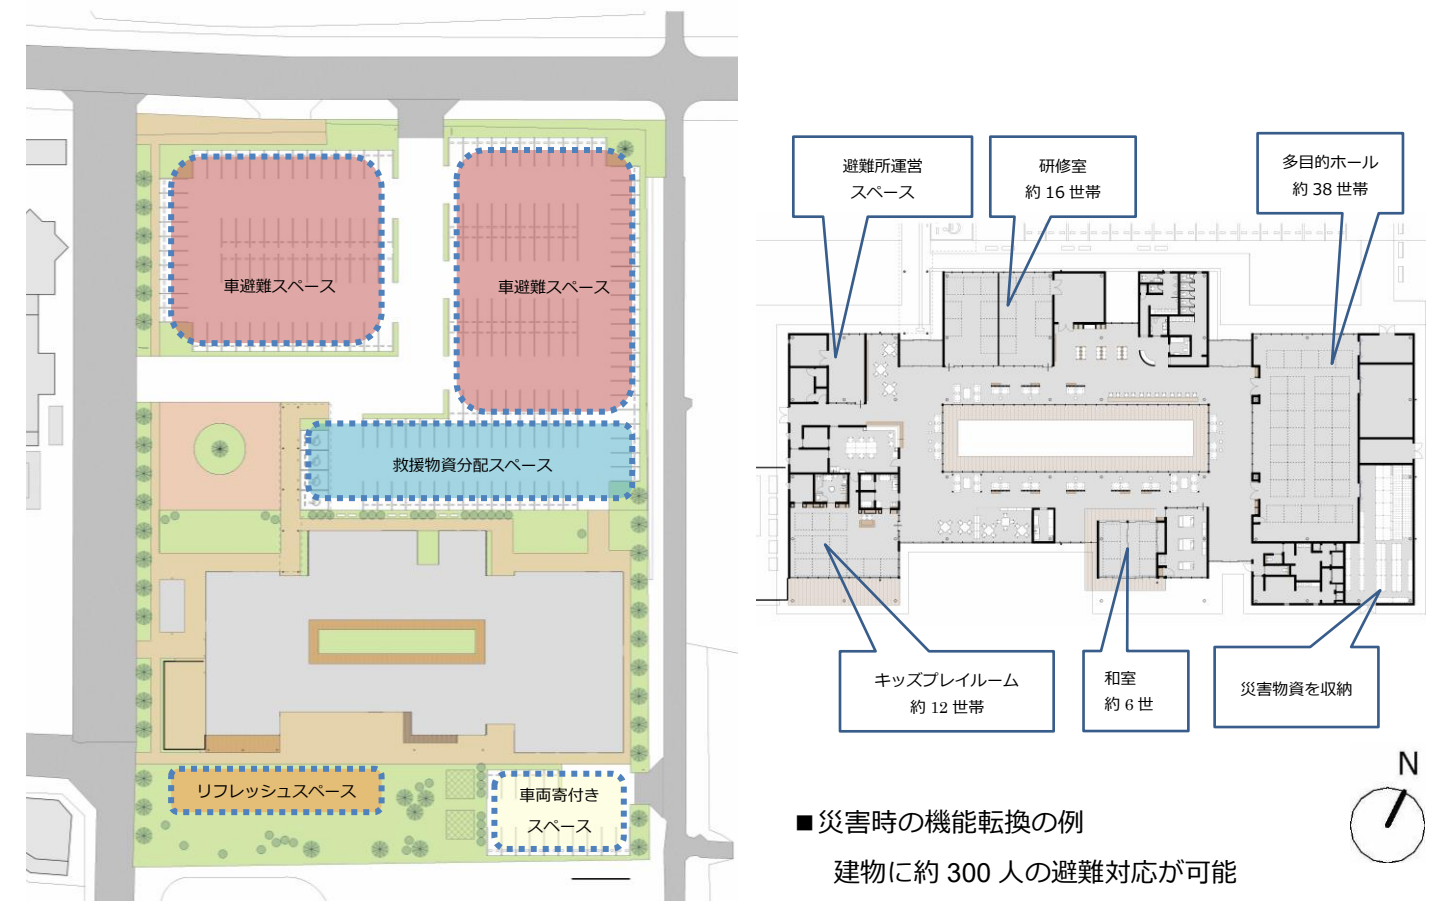 車避難スペース
車避難スペース
救援物資分配スペース
リフレッシュスペース
車両寄付き
スペース
避難所運営
スペース
研修室
約 16 世帯
多目的ホール
約 38 世帯
キッズプレイルーム
約 12 世帯
和室
約 6 世
災害物資を収納
N
■災害時の機能転換の例
建物に約 300 人の避難対応が可能